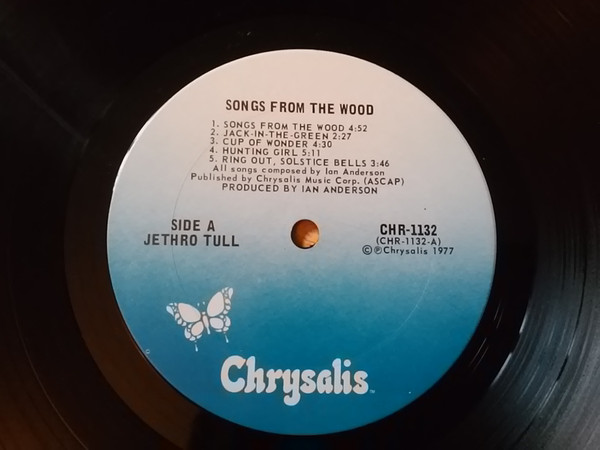 SONGS FROM THE WOOD
1. SONGS FROM THE WOOD 4:52
2. JACK-IN-THE-GREEN 2:27
3. CUP OF WONDER 4:30
4. HUNTING GIRL 5:11
5. RING OUT, SOLSTICE BELLS 3:46
All songs composed by Ian Anderson
Published by Chrysalis Music Corp. (ASCAP)
PRODUCED BY IAN ANDERSON
SIDE A
JETHRO TULL
CHR-1132
(CHR-1132-A)
©℗Chrysalis 1977
Chrysalis™